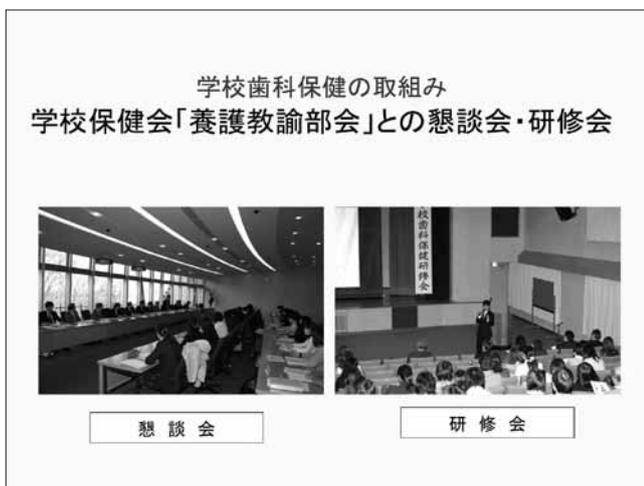 学校歯科保健の取組み
学校保健会「養護教諭部会」との懇談会・研修会
校歯科保健研修会
懇談会
研修会